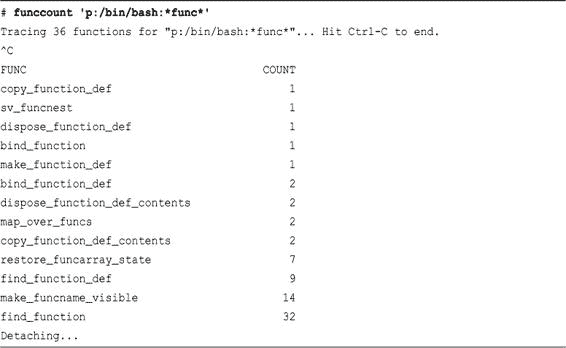 # funccount 'p:/bin/bash:*func*'
Tracing 36 functions for "p:/bin/bash:*func*"... Hit Ctrl-C to end.
^C
FUNC COUNT
copy_function_def 1
sv_funcnest 1
dispose_function_def 1
bind_function 1
make_function_def 1
bind_function_def 2
dispose_function_def_contents 2
map_over_funcs 2
copy_function_def_contents 2
restore_funcarray_state 7
find_function_def 9
make_funcname_visible 14
find_function 32
Detaching...